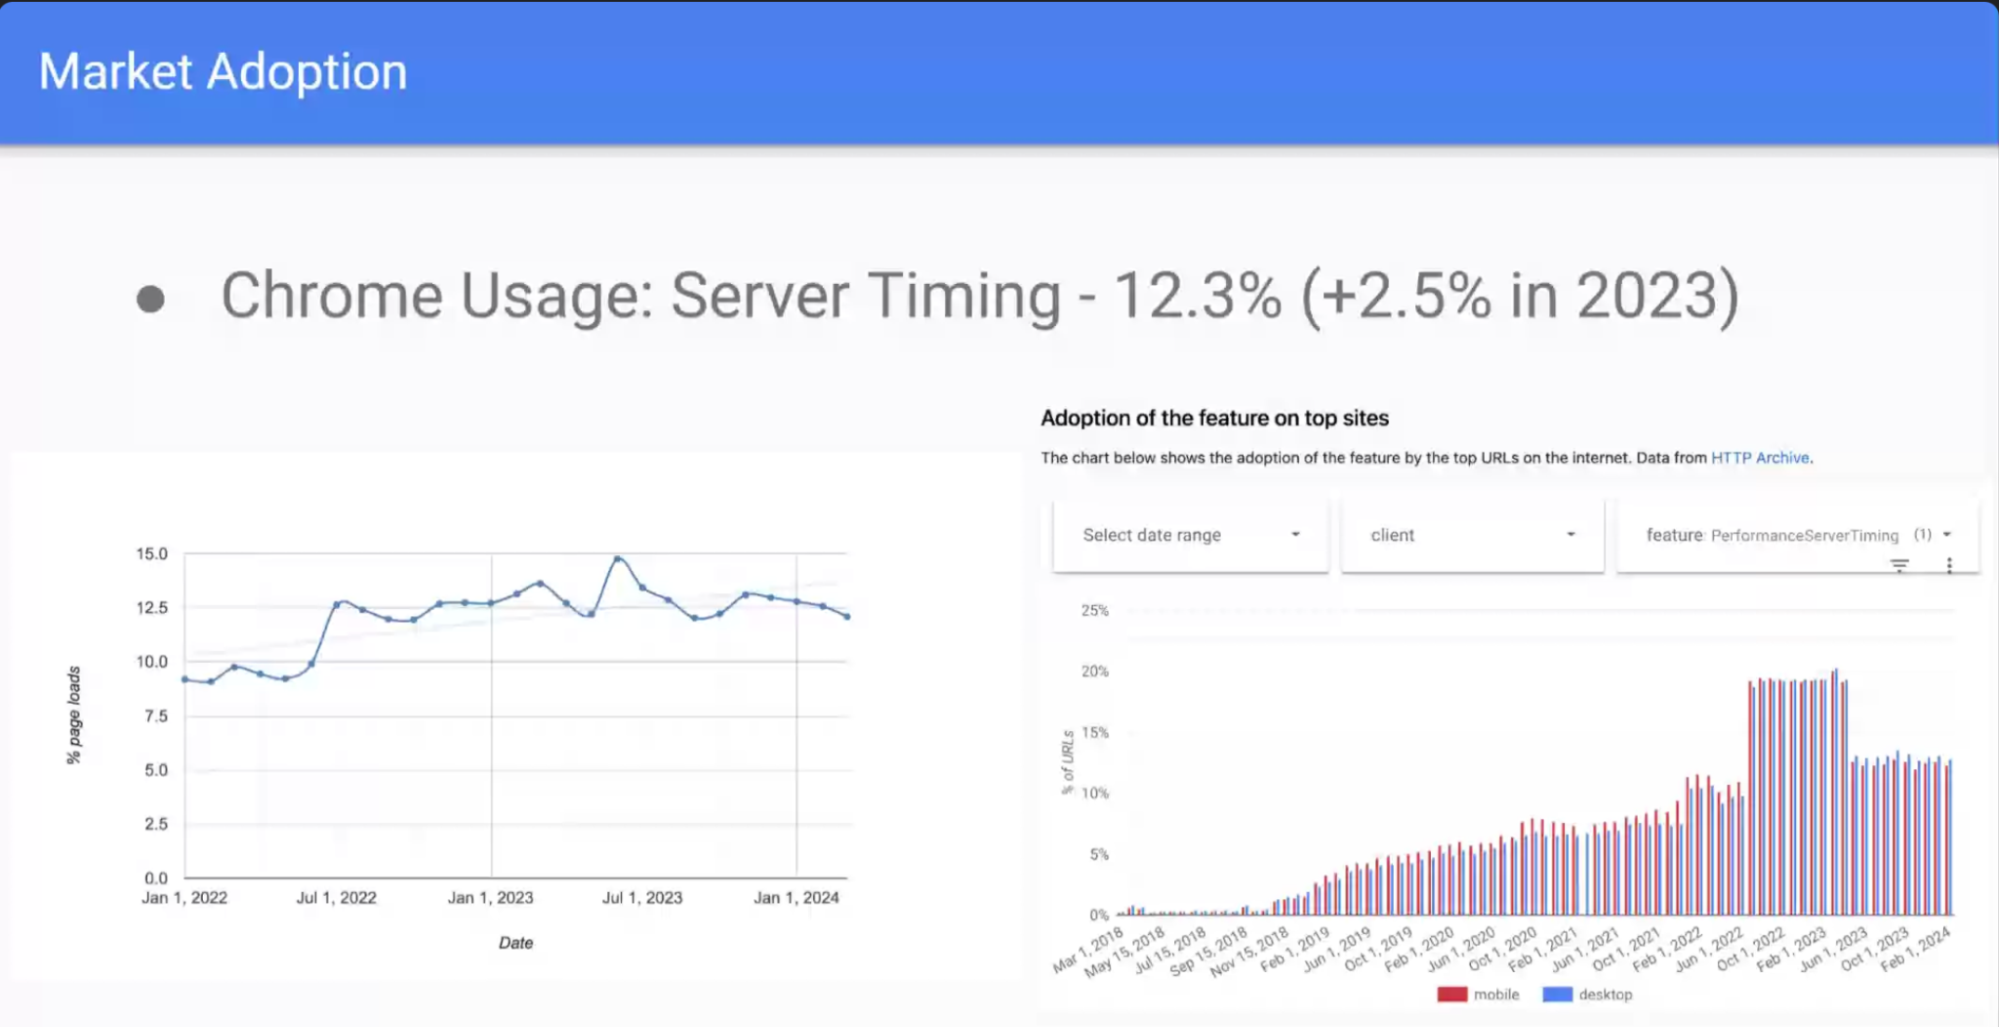 Market Adoption
● Chrome Usage: Server Timing - 12.3% (+2.5% in 2023)
15.0
12.5
10.0
7.5
5.0
2.5
0.0
% page loads
Jan 1, 2022 Jul 1, 2022 Jan 1, 2023 Jul 1, 2023 Jan 1, 2024
Date
Adoption of the feature on top sites
The chart below shows the adoption of the feature by the top URLs on the internet. Data from HTTP Archive.
Select date range client feature: PerformanceServerTiming (1)
25%
20%
15%
10%
5%
0%
% of URLs
Mar 1, 2018 May 15, 2018 Jul 15, 2018 Sep 15, 2018 Nov 15, 2018 Feb 1, 2019 Jun 1, 2019 Oct 1, 2019 Feb 1, 2020 Jun 1, 2020 Oct 1, 2020 Feb 1, 2021 Jun 1, 2021 Oct 1, 2021 Feb 1, 2022 Jun 1, 2022 Oct 1, 2022 Feb 1, 2023 Jun 1, 2023 Oct 1, 2023 Feb 1, 2024
mobile desktop